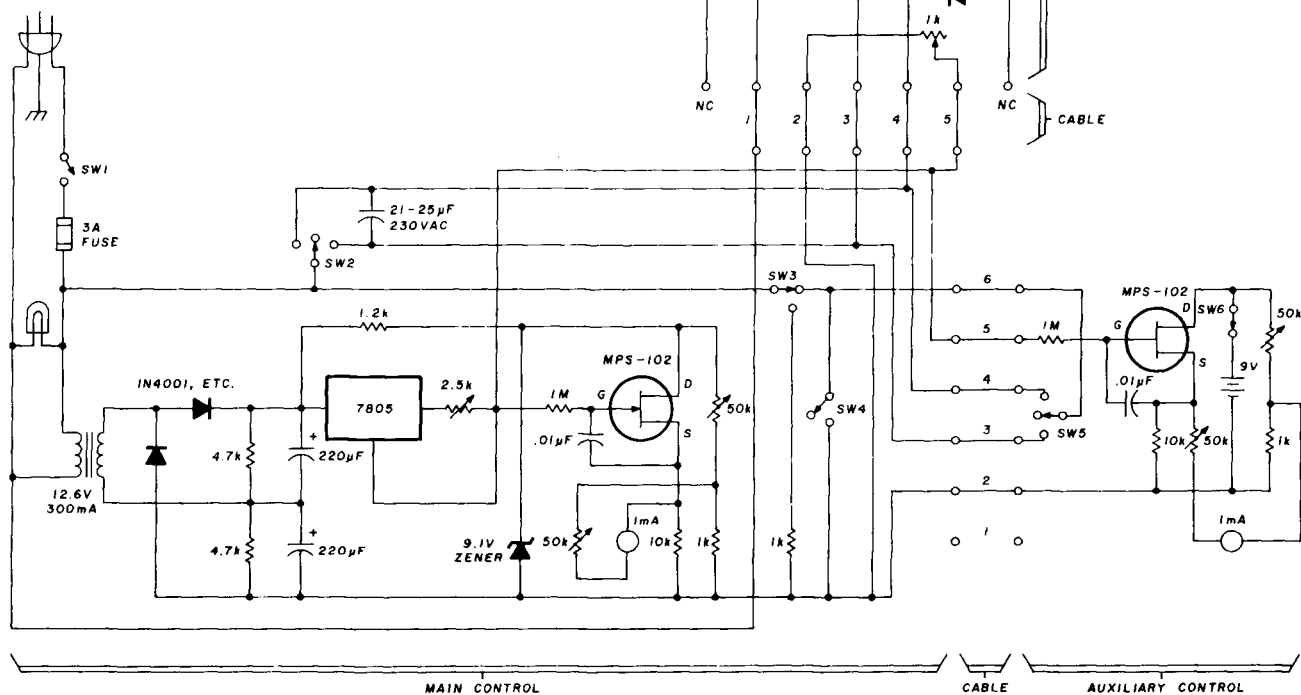 1k
NC
1
2
3
4
5
NC
CABLE
SW1
3A
FUSE
21-25µF
230VAC
SW2
SW3
6
MPS-102
D
SW6
50k
1.2k
5
1M
G
S
9V
1N4001, ETC.
7805
2.5k
MPS-102
1M
G
D
S
50k
.01µF
SW4
4
.01µF
SW5
3
10k
50k
1k
4.7k
+
220µF
12.6V
300mA
4.7k
+
220µF
9.1V
ZENER
50k
1mA
10k
1k
1k
2
1
1mA
MAIN CONTROL
CABLE
AUXILIARY CONTROL